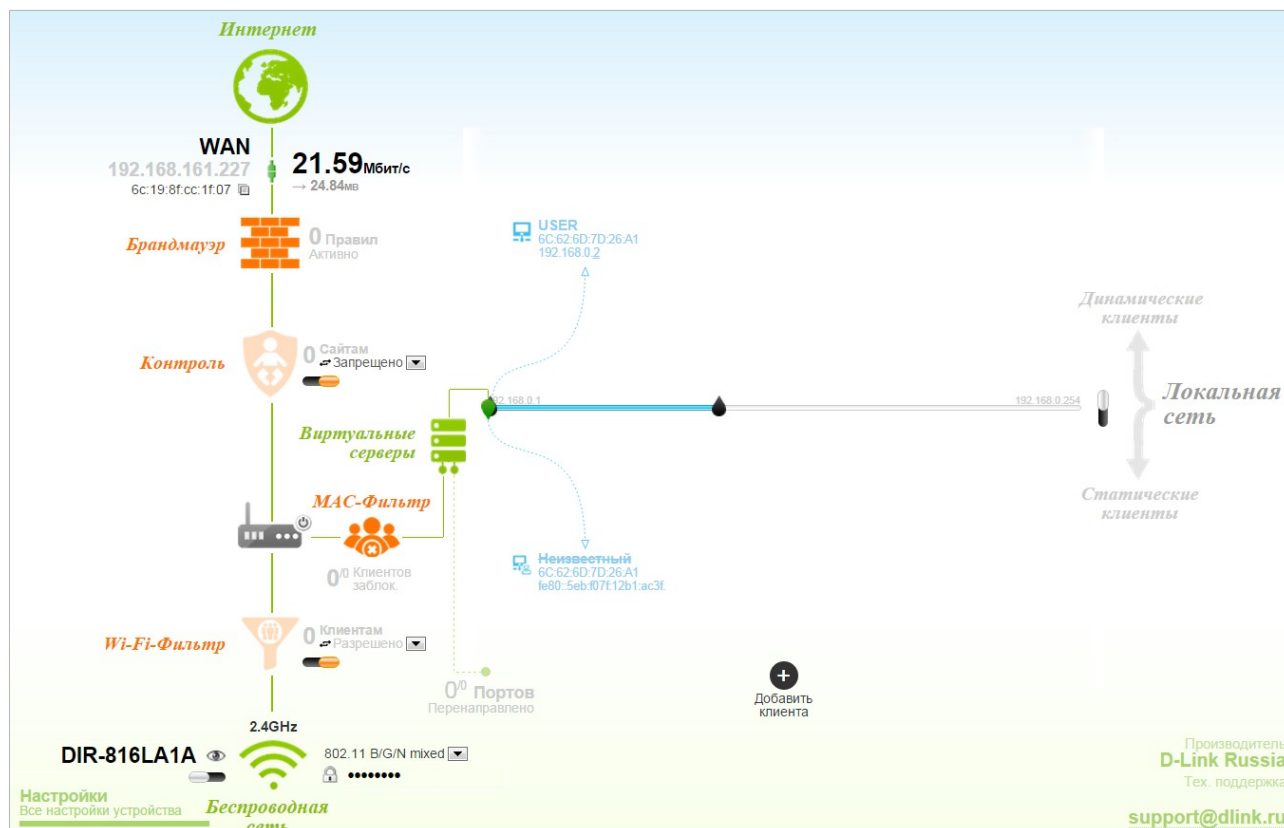 Интернет
WAN
192.168.161.227
6c:19:8f:cc:1f:07
21.59Мбит/с
→ 24.84мв
Брандмауэр
0 Правил
Активно
USER
6C:62:6D:7D:26:A1
192.168.0.2
Контроль
0 Сайтам
Запрещено
Динамические
клиенты
92.168.0.1
192.168.0.254
Локальная
сеть
Виртуальные
серверы
Статические
клиенты
MAC-Фильтр
0/0 Клиентов
заблок.
Неизвестный
6C:62:6D:7D:26:A1
fe80::5eb:f07f:12b1:ac3f.
Wi-Fi-Фильтр
0 Клиентам
Разрешено
0/0 Портов
Перенаправлено
Добавить
клиента
2.4GHz
DIR-816LA1A
802.11 B/G/N mixed
••••••••
Беспроводная
сеть
Настройки
Все настройки устройства
Производитель
D-Link Russia
Тех. поддержка
support@dlink.ru